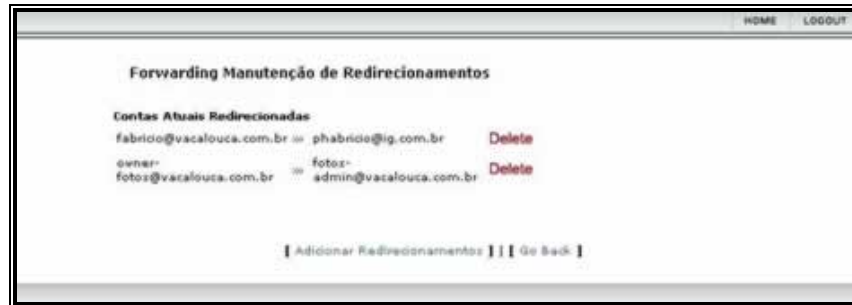 HOME LOGOUT
Forwarding Manutenção de Redirecionamentos
Contas Atuais Redirecionadas
fabricio@vacalouca.com.br »» phabricio@ig.com.br Delete
owner-fotos@vacalouca.com.br »» fotos-admin@vacalouca.com.br Delete
[ Adicionar Redirecionamentos ] | [ Go Back ]